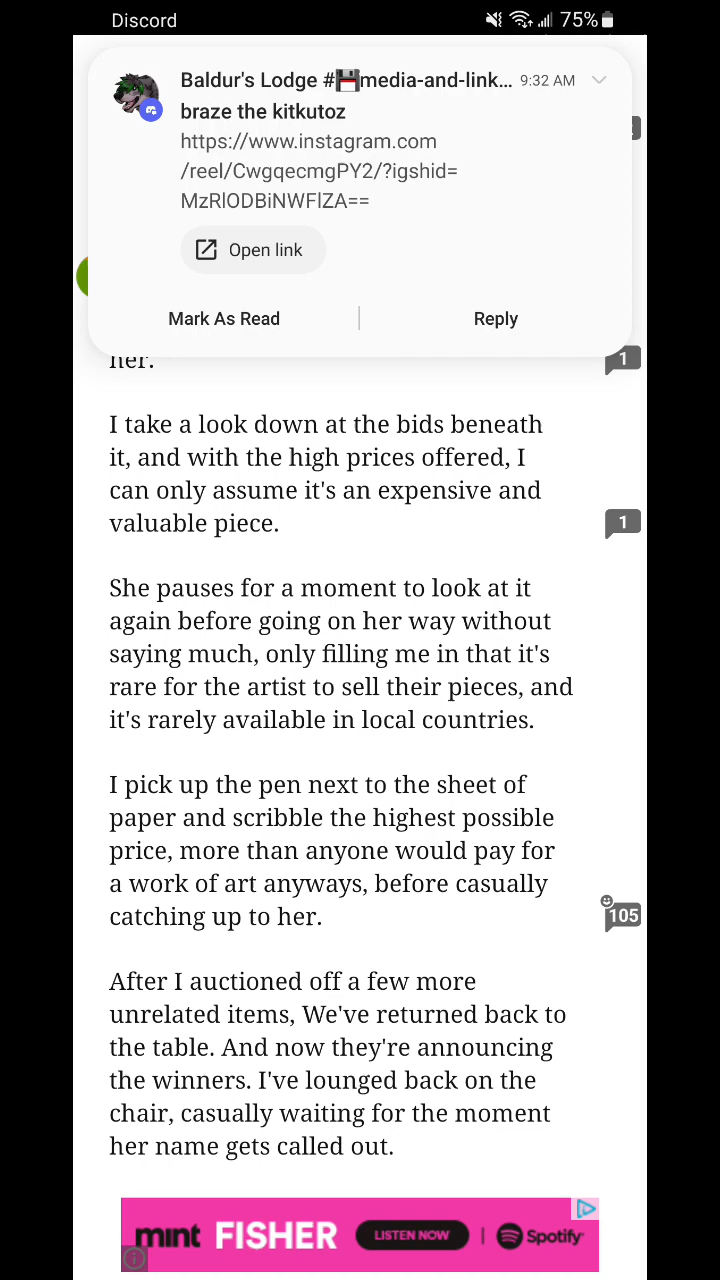 Discord
75%
Baldur's Lodge #💾media-and-link... 9:32 AM
braze the kitkutoz
https://www.instagram.com
/reel/CwgqecmgPY2/?igshid=
MzRlODBiNWFlZA==
Open link
Mark As Read
Reply
her.
1
I take a look down at the bids beneath
it, and with the high prices offered, I
can only assume it's an expensive and
valuable piece.
1
She pauses for a moment to look at it
again before going on her way without
saying much, only filling me in that it's
rare for the artist to sell their pieces, and
it's rarely available in local countries.
I pick up the pen next to the sheet of
paper and scribble the highest possible
price, more than anyone would pay for
a work of art anyways, before casually
catching up to her.
105
After I auctioned off a few more
unrelated items, We've returned back to
the table. And now they're announcing
the winners. I've lounged back on the
chair, casually waiting for the moment
her name gets called out.
mint FISHER LISTEN NOW | Spotify